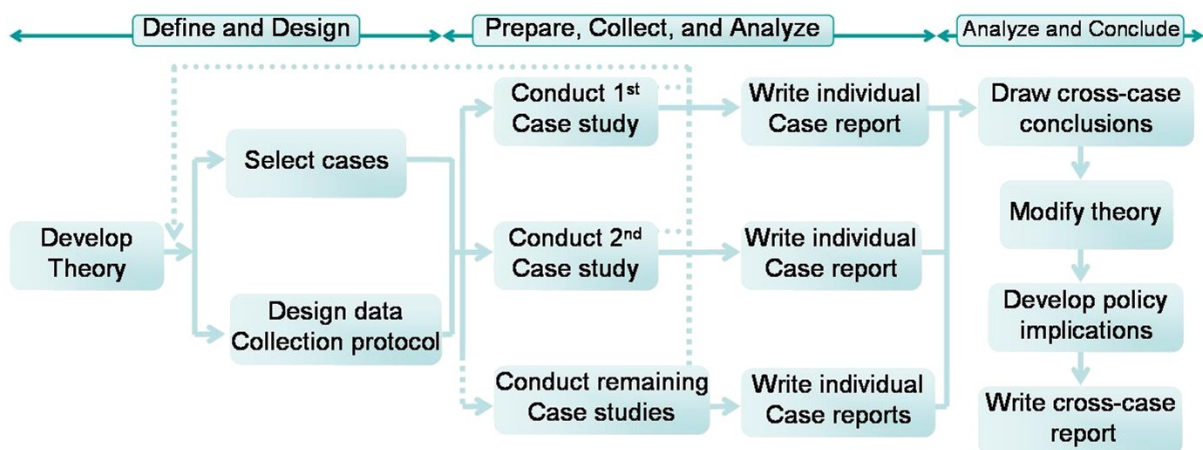 Define and Design
Prepare, Collect, and Analyze
Analyze and Conclude
Develop
Theory
Select cases
Design data
Collection protocol
Conduct 1st
Case study
Conduct 2nd
Case study
Conduct remaining
Case studies
Write individual
Case report
Write individual
Case report
Write individual
Case reports
Draw cross-case
conclusions
Modify theory
Develop policy
implications
Write cross-case
report